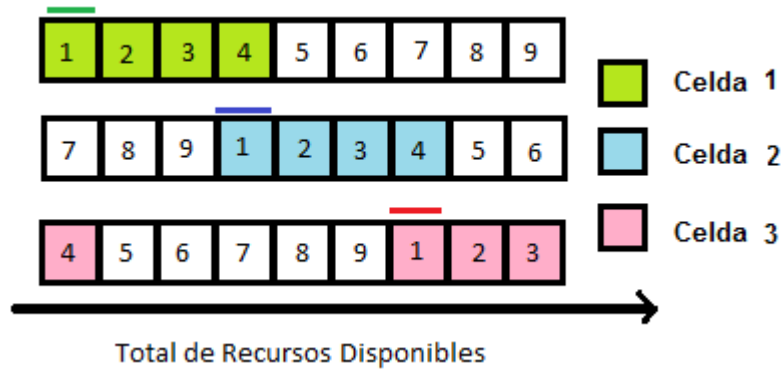 1 2 3 4 5 6 7 8 9
Celda 1
7 8 9 1 2 3 4 5 6
Celda 2
4 5 6 7 8 9 1 2 3
Celda 3
Total de Recursos Disponibles